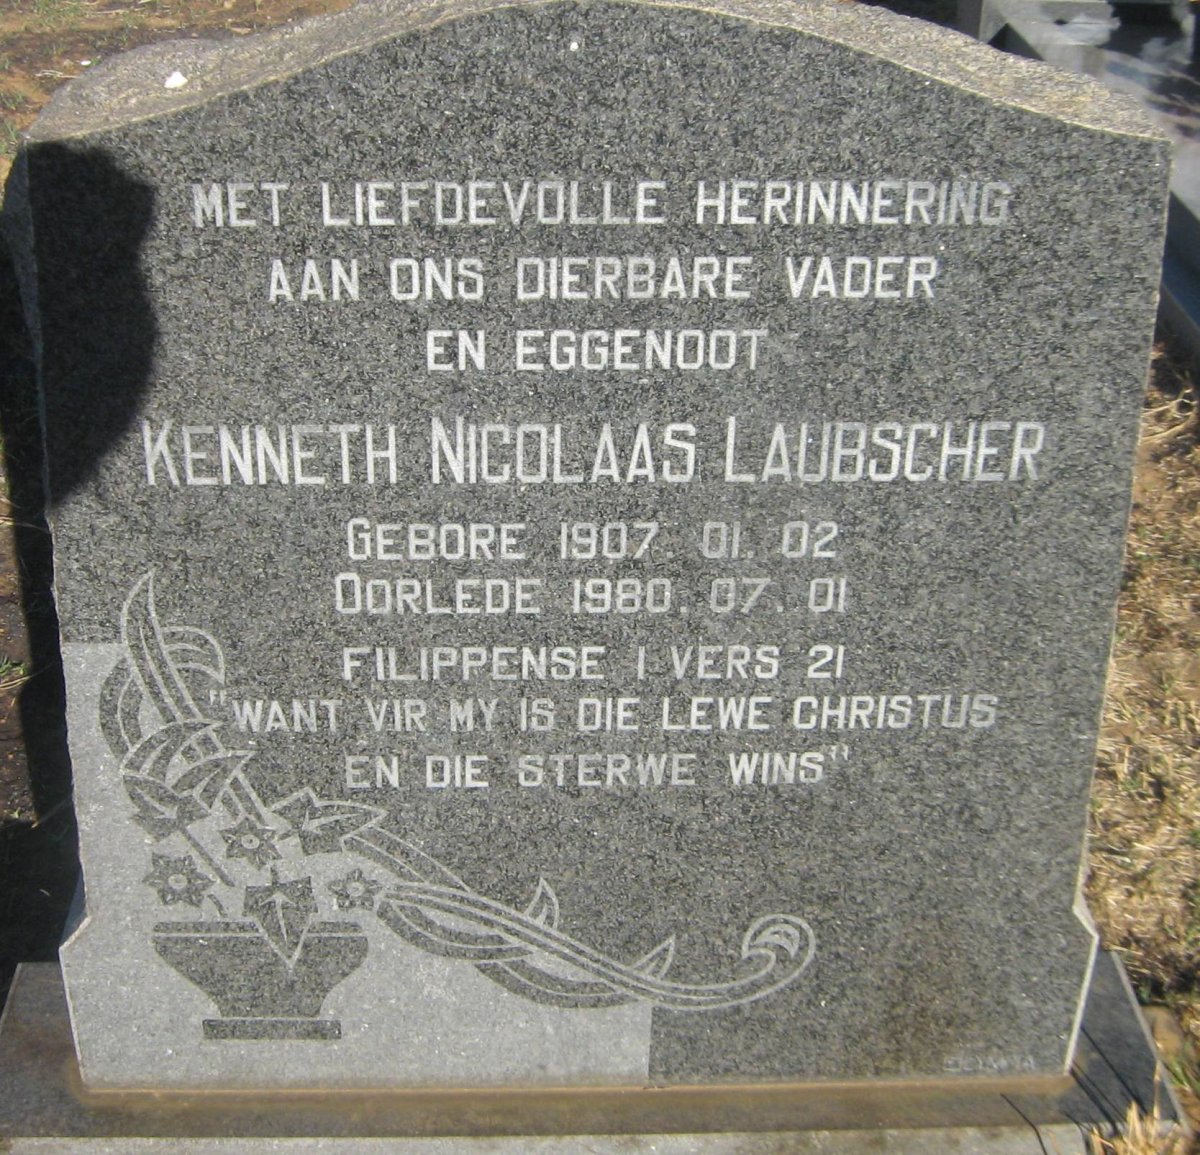 MET LIEFDEVOLLE HERINNERING
AAN ONS DIERBARE VADER
EN EGGENOOT
KENNETH NICOLAAS LAUBSCHER
GEBORE 1907. 01. 02
OORLEDE 1980. 07. 01
FILIPPENSE 1 VERS 21
"WANT VIR MY IS DIE LEWE CHRISTUS
EN DIE STERWE WINS"